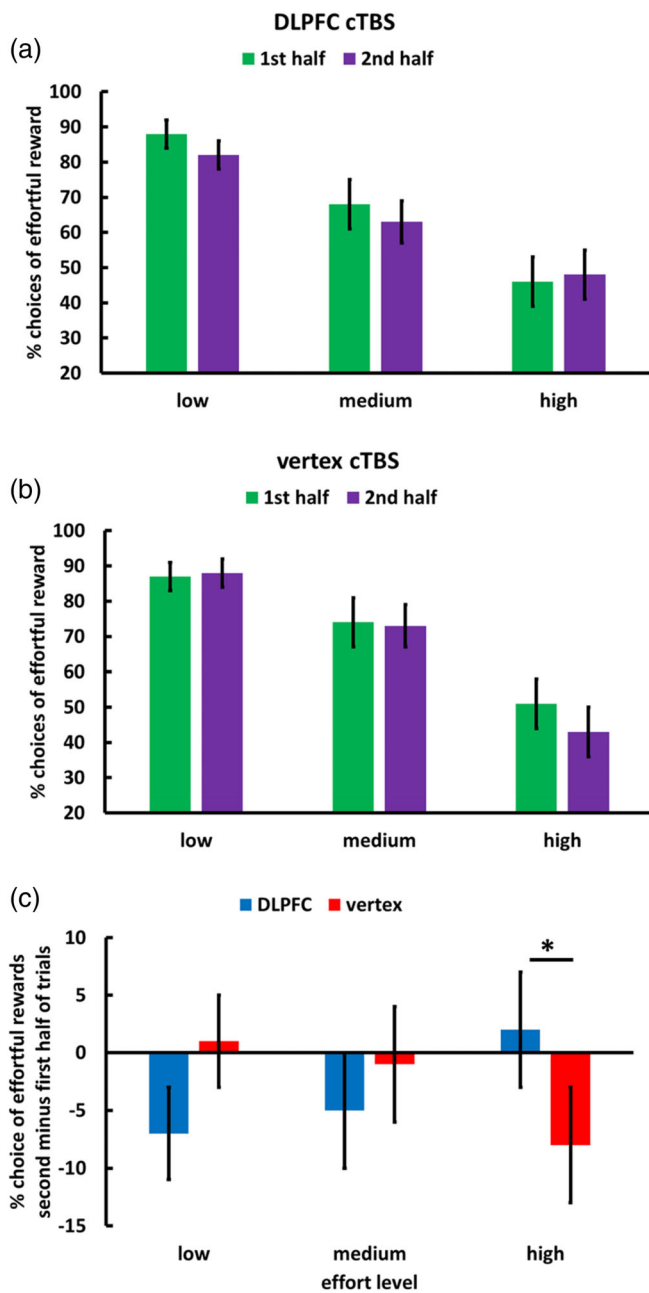 DLPFC cTBS
(a)
1st half 2nd half
% choices of effortful reward
100
90
80
70
60
50
40
30
20
low medium high
vertex cTBS
(b)
1st half 2nd half
% choices of effortful reward
100
90
80
70
60
50
40
30
20
low medium high
(c)
DLPFC vertex
% choice of effortful rewards
second minus first half of trials
10
5
0
-5
-10
-15
*
low medium high
effort level